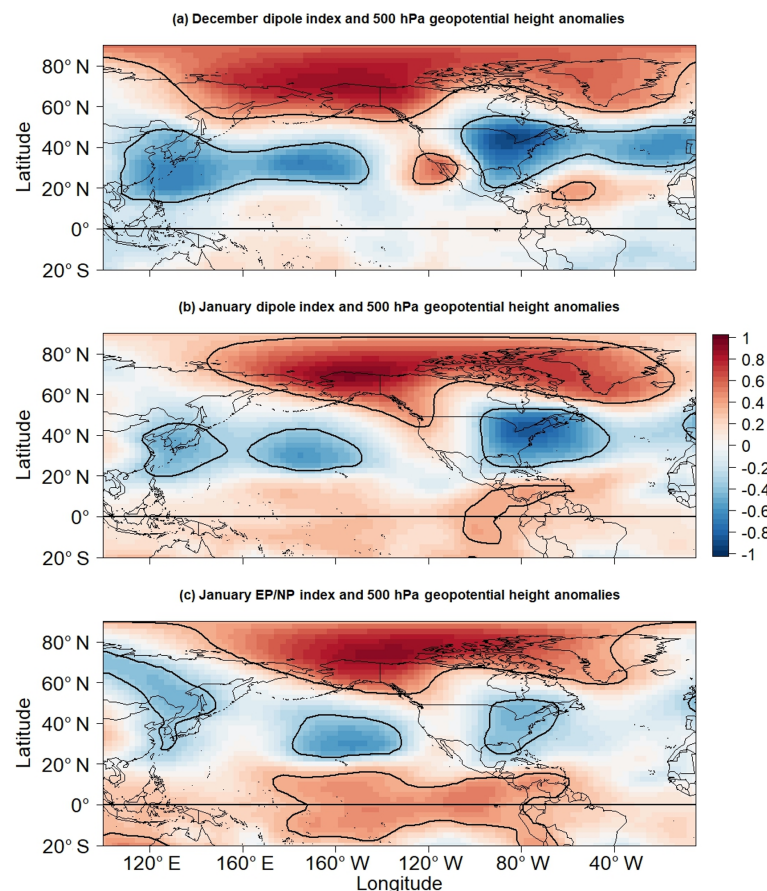 (a) December dipole index and 500 hPa geopotential height anomalies
80° N
60° N
40° N
20° N
0°
20° S
Latitude
(b) January dipole index and 500 hPa geopotential height anomalies
80° N
60° N
40° N
20° N
0°
20° S
Latitude
1
0.8
0.6
0.4
0.2
0
-0.2
-0.4
-0.6
-0.8
-1
(c) January EP/NP index and 500 hPa geopotential height anomalies
80° N
60° N
40° N
20° N
0°
20° S
Latitude
120° E 160° E 160° W 120° W 80° W 40° W
Longitude